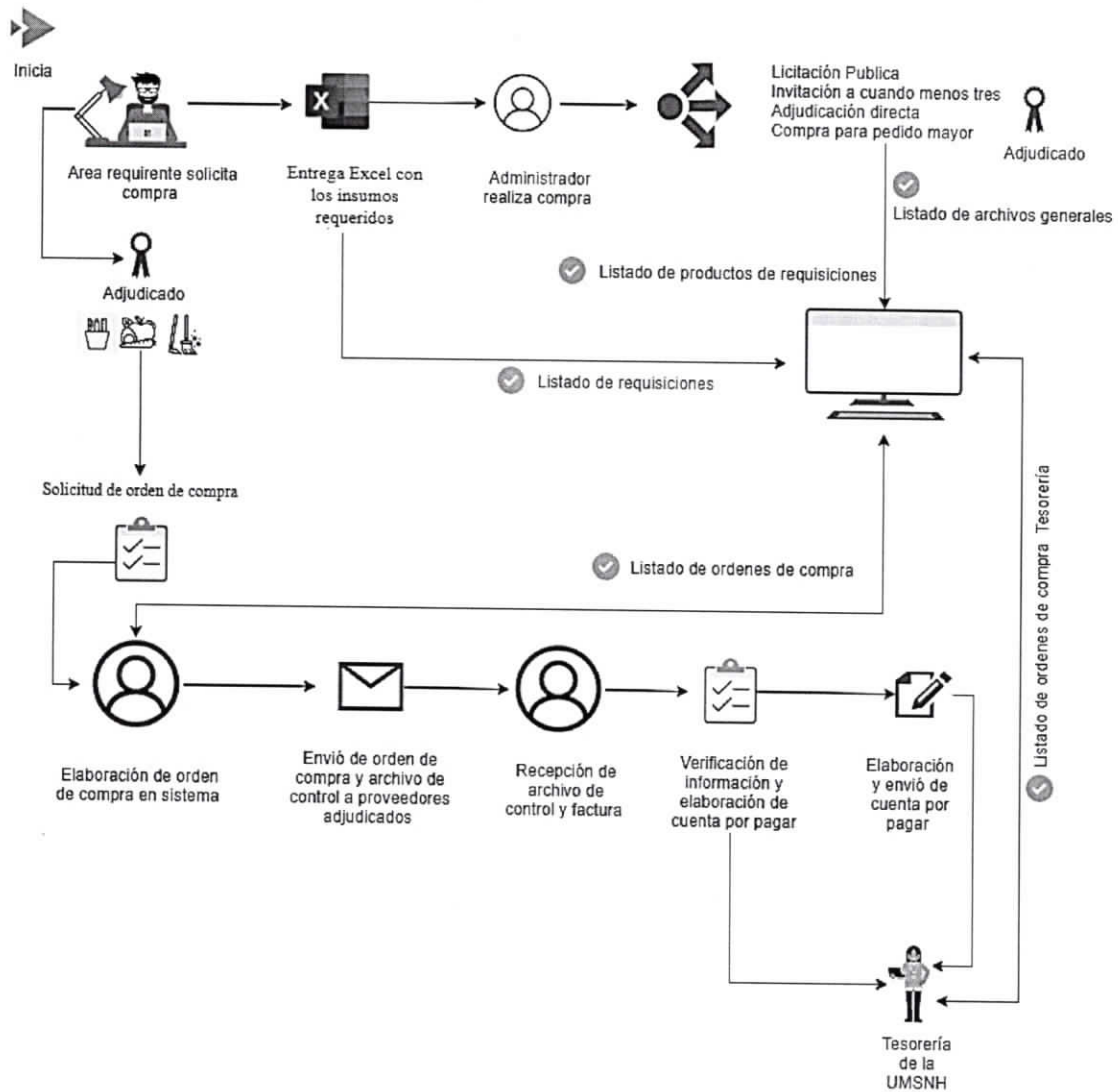 Inicia
Area requirente solicita
compra
X
Entrega Excel con
los insumos
requeridos
Administrador
realiza compra
Licitación Publica
Invitación a cuando menos tres
Adjudicación directa
Compra para pedido mayor
Adjudicado
Listado de archivos generales
Adjudicado
Listado de productos de requisiciones
Listado de requisiciones
Solicitud de orden de compra
Listado de ordenes de compra
Listado de ordenes de compra Tesorería
Elaboración de orden
de compra en sistema
Envió de orden de
compra y archivo de
control a proveedores
adjudicados
Recepción de
archivo de
control y factura
Verificación de
información y
elaboración de
cuenta por pagar
Elaboración
y envió de
cuenta por
pagar
Tesorería
de la
UMSNH